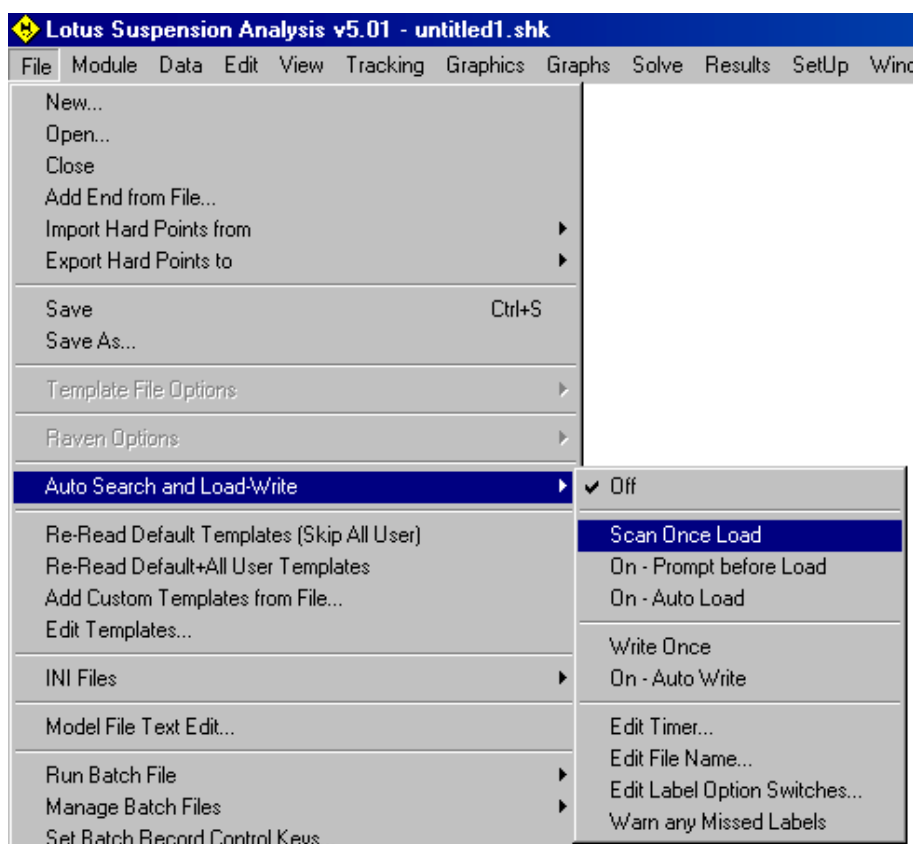 Lotus Suspension Analysis v5.01 - untitled1.shk
File Module Data Edit View Tracking Graphics Graphs Solve Results SetUp
New...
Open...
Close
Add End from File...
Import Hard Points from
Export Hard Points to
Save Ctrl+S
Save As...
Template File Options
Raven Options
Auto Search and Load-Write
Re-Read Default Templates (Skip All User)
Re-Read Default+All User Templates
Add Custom Templates from File...
Edit Templates...
INI Files
Model File Text Edit...
Run Batch File
Manage Batch Files
Set Batch Record Control Keys
Off
Scan Once Load
On - Prompt before Load
On - Auto Load
Write Once
On - Auto Write
Edit Timer...
Edit File Name...
Edit Label Option Switches...
Warn any Missed Labels